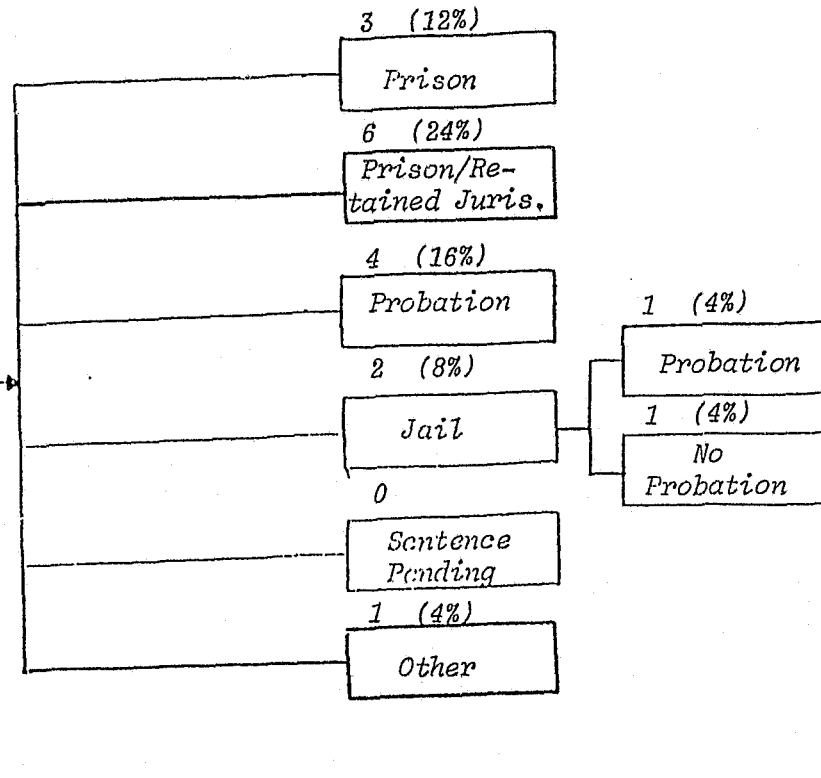 3 (12%)
Prison
6 (24%)
Prison/Re-
tained Juris.
4 (16%)
Probation
2 (8%)
Jail
1 (4%)
Probation
1 (4%)
No
Probation
0
Sentence
Pending
1 (4%)
Other